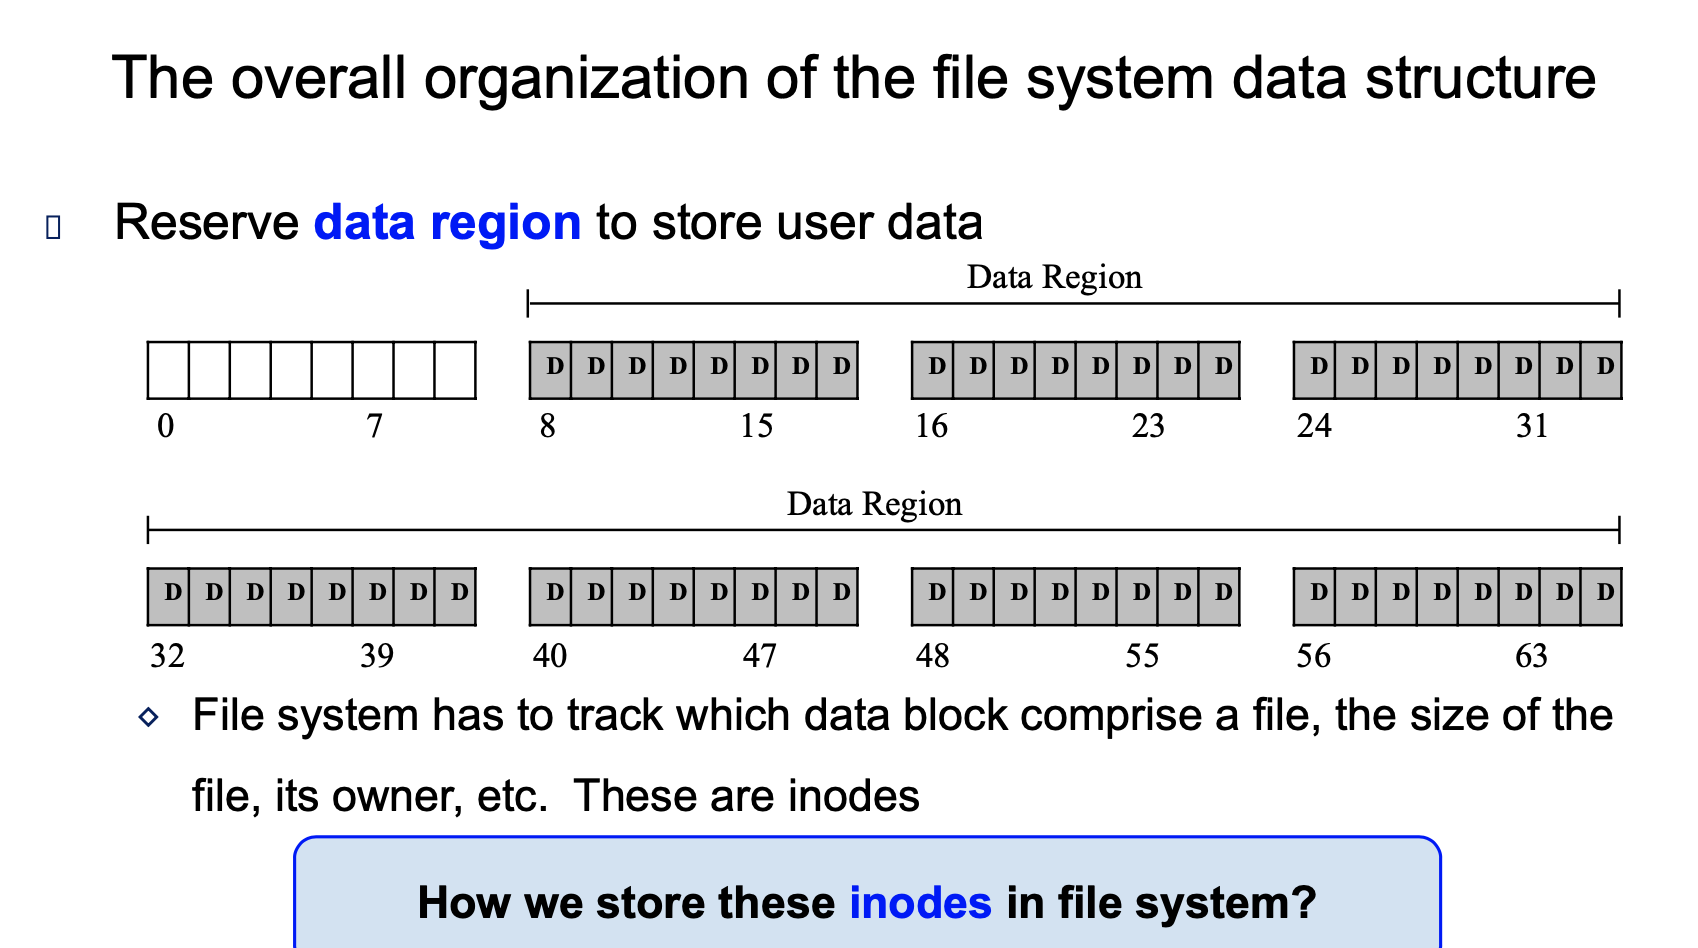 The overall organization of the file system data structure
Reserve data region to store user data
Data Region
D D D D D D D D D D D D D D D D D D D D D D D D
0 7 8 15 16 23 24 31
Data Region
D D D D D D D D D D D D D D D D D D D D D D D D D D D D D D D D
32 39 40 47 48 55 56 63
File system has to track which data block comprise a file, the size of the
file, its owner, etc. These are inodes
How we store these inodes in file system?